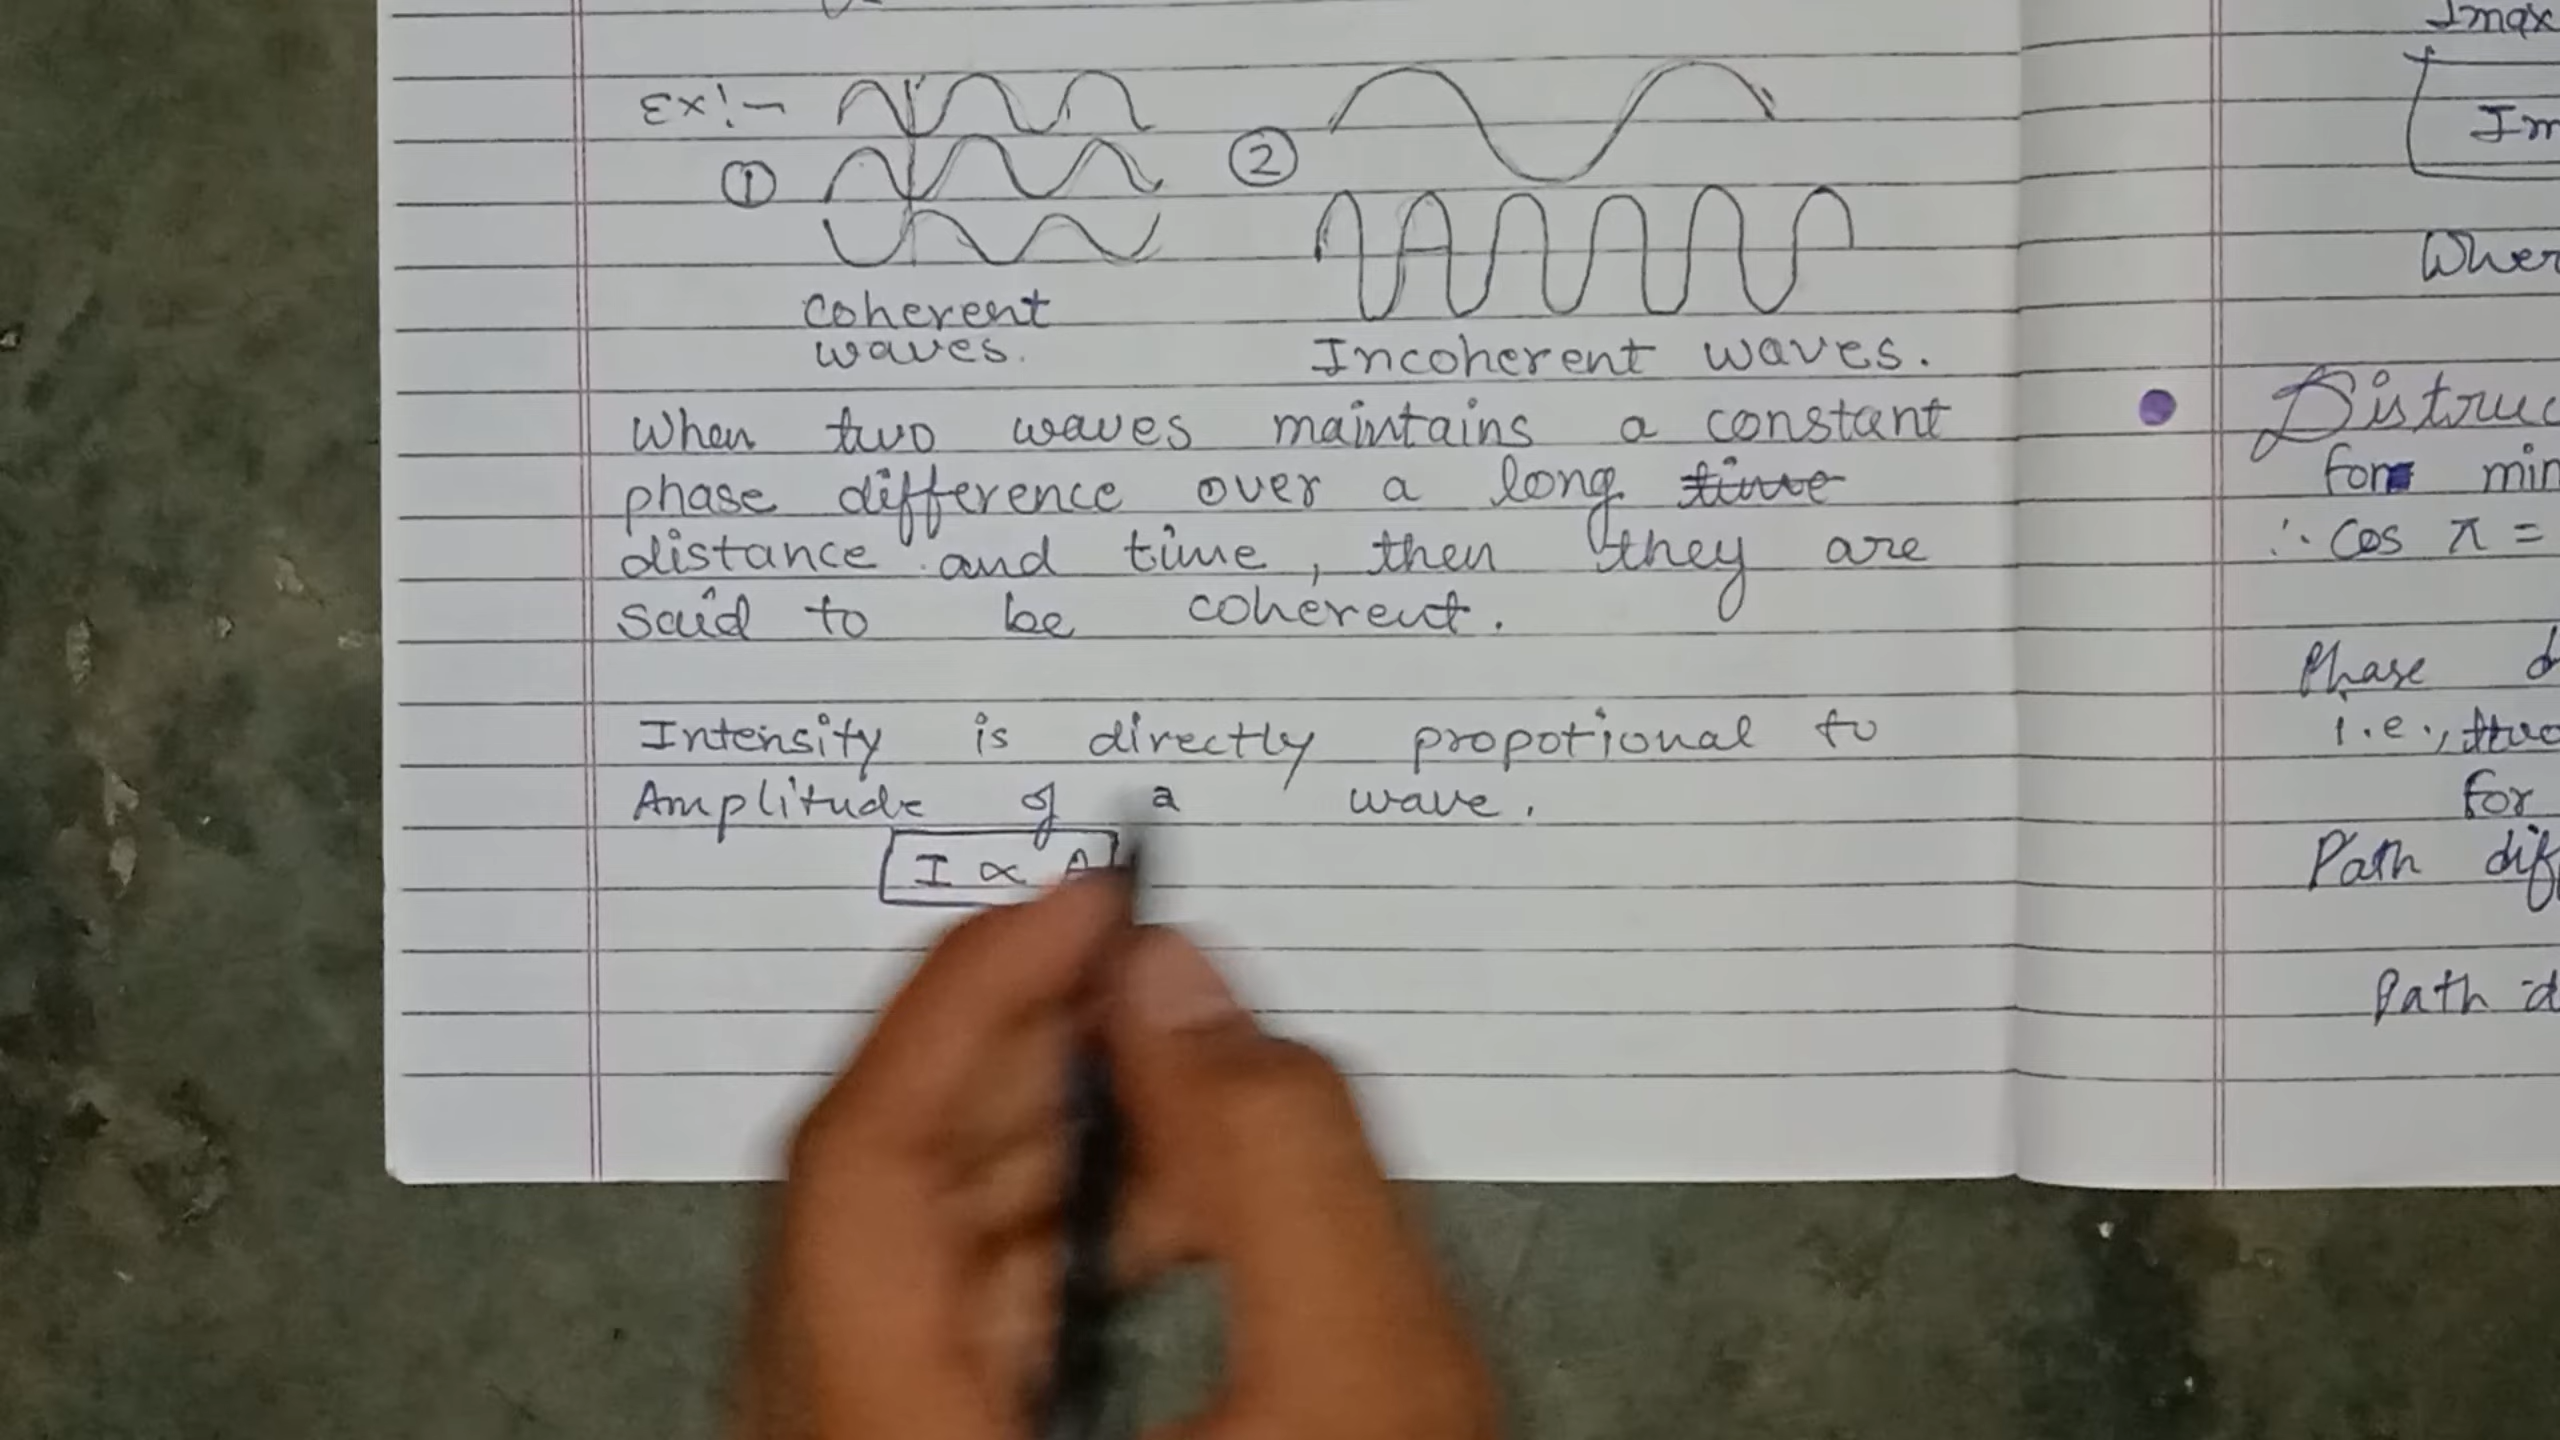 Ex:-
①
②
Coherent
waves.
Incoherent waves.
When two waves maintains a constant
phase difference over a long time
distance and time, then they are
said to be coherent.
Intensity is directly propotional to
Amplitude of a wave.
I ∝ A
Imax
Im
Wher
Distruc
for min
∴ Cos π =
Phase d
i.e., two
for
Path dif
Path d